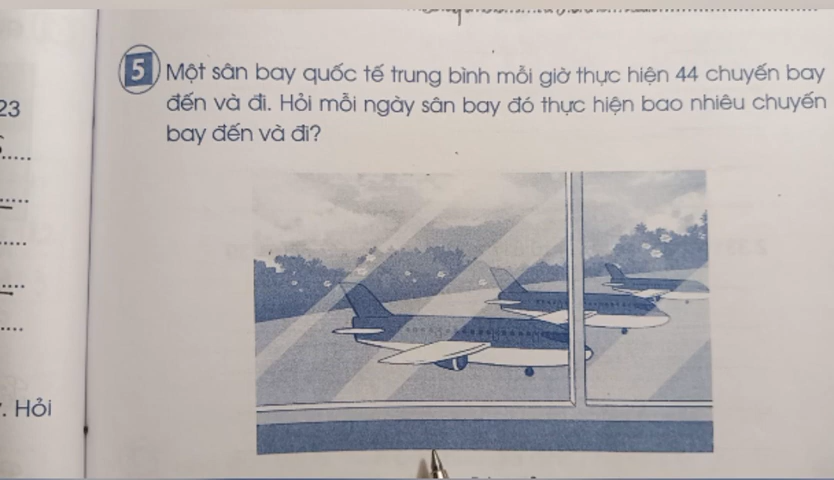 5 Một sân bay quốc tế trung bình mỗi giờ thực hiện 44 chuyến bay
đến và đi. Hỏi mỗi ngày sân bay đó thực hiện bao nhiêu chuyến
bay đến và đi?
23
. Hỏi